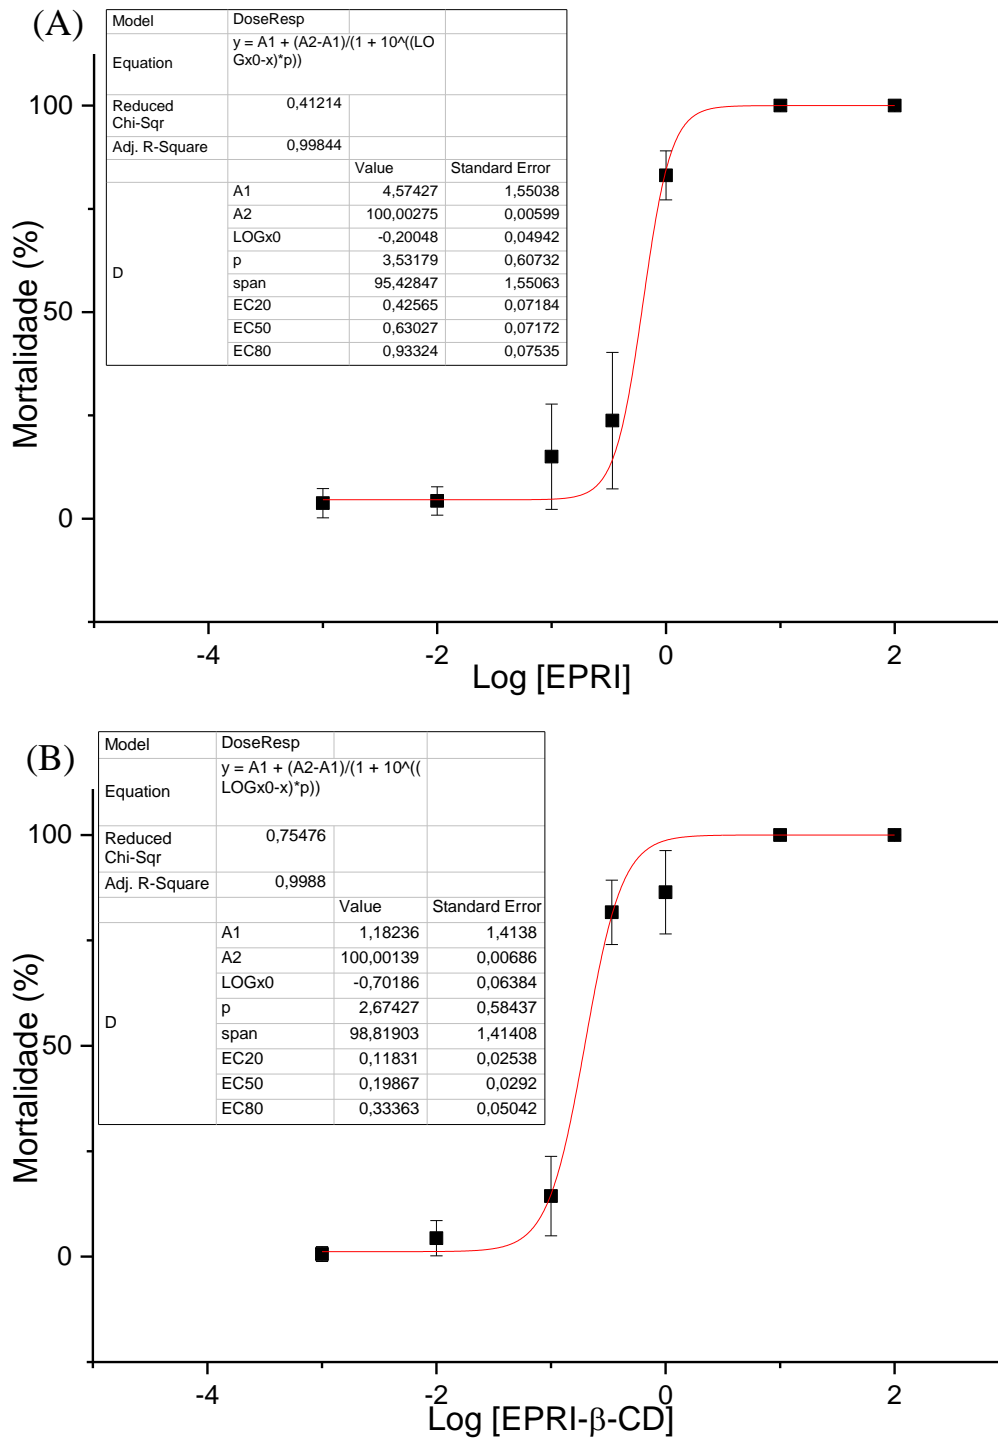 (A)
Model DoseResp
Equation y = A1 + (A2-A1)/(1 + 10^((LO
Gx0-x)*p))
Reduced
Chi-Sqr 0,41214
Adj. R-Square 0,99844
Value Standard Error
D
A1 4,57427 1,55038
A2 100,00275 0,00599
LOGx0 -0,20048 0,04942
p 3,53179 0,60732
span 95,42847 1,55063
EC20 0,42565 0,07184
EC50 0,63027 0,07172
EC80 0,93324 0,07535
Mortalidade (%)
100
50
0
-4 -2 0 2
Log [EPRI]
(B)
Model DoseResp
Equation y = A1 + (A2-A1)/(1 + 10^((
LOGx0-x)*p))
Reduced
Chi-Sqr 0,75476
Adj. R-Square 0,9988
Value Standard Error
D
A1 1,18236 1,4138
A2 100,00139 0,00686
LOGx0 -0,70186 0,06384
p 2,67427 0,58437
span 98,81903 1,41408
EC20 0,11831 0,02538
EC50 0,19867 0,0292
EC80 0,33363 0,05042
Mortalidade (%)
100
50
0
-4 -2 0 2
Log [EPRI-β-CD]